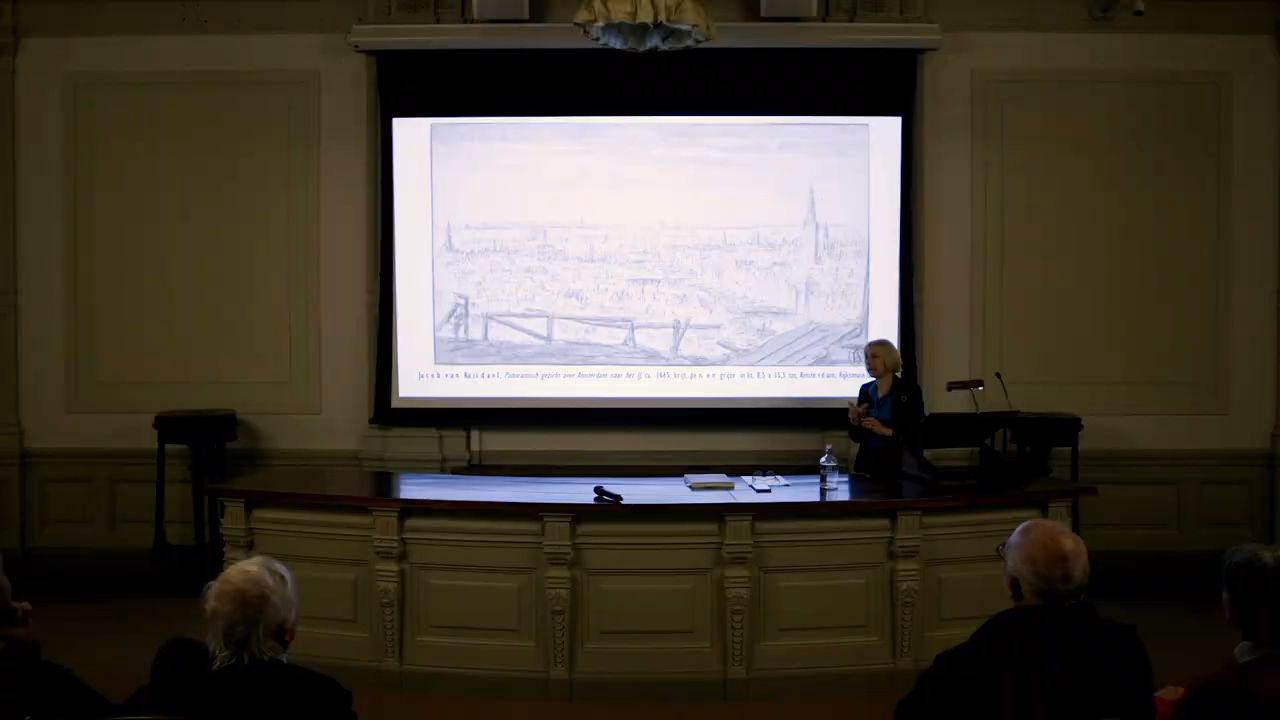 Jacob van Ruisdael, Panoramisch gezicht over Amsterdam naar het IJ, ca. 1665, krijt, pen en grijze inkt, 8,5 x 15,5 cm, Amsterdam, Rijksmuseum